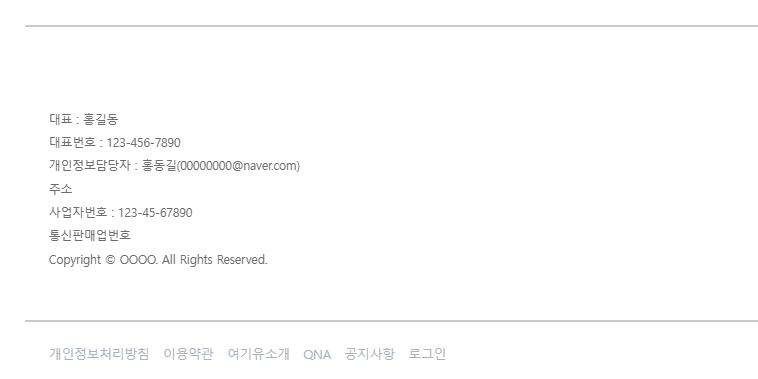 대표 : 홍길동
대표번호 : 123-456-7890
개인정보담당자 : 홍동길(00000000@naver.com)
주소
사업자번호 : 123-45-67890
통신판매업번호
Copyright © OOOO. All Rights Reserved.
개인정보처리방침 이용약관 여기유소개 QNA 공지사항 로그인